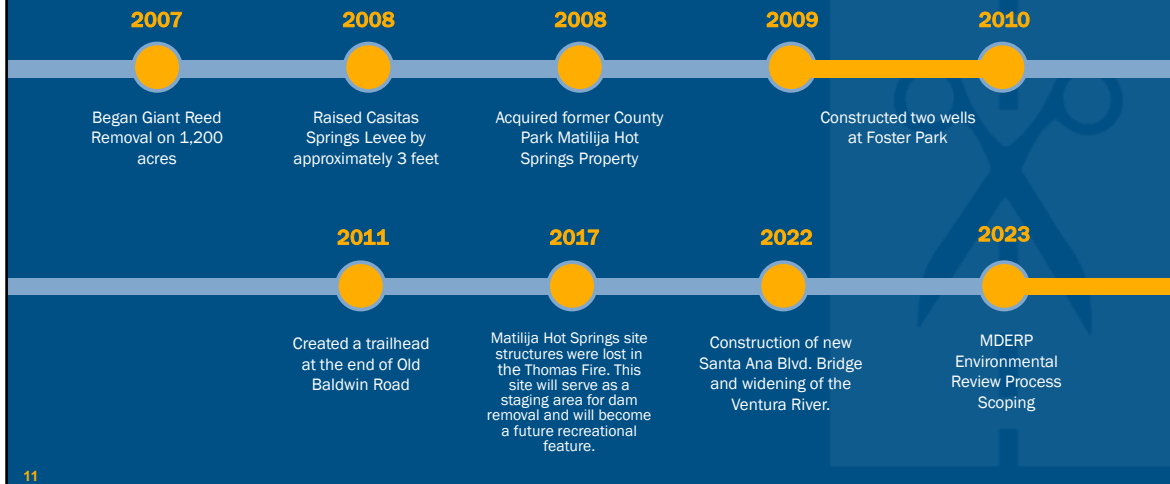 2007
Began Giant Reed
Removal on 1,200
acres
2008
Raised Casitas
Springs Levee by
approximately 3 feet
2008
Acquired former County
Park Matilija Hot
Springs Property
2009
2010
Constructed two wells
at Foster Park
2011
Created a trailhead
at the end of Old
Baldwin Road
2017
Matilija Hot Springs site
structures were lost in
the Thomas Fire. This
site will serve as a
staging area for dam
removal and will become
a future recreational
feature.
2022
Construction of new
Santa Ana Blvd. Bridge
and widening of the
Ventura River.
2023
MDERP
Environmental
Review Process
Scoping
11